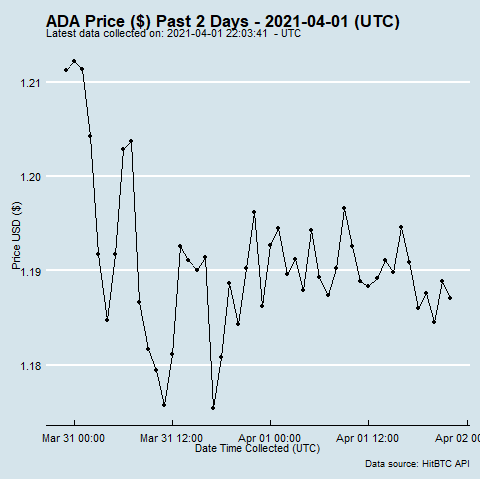 ADA Price ($) Past 2 Days - 2021-04-01 (UTC)
Latest data collected on: 2021-04-01 22:03:41 - UTC
1.21
1.20
1.19
1.18
Price USD ($)
Mar 31 00:00
Mar 31 12:00
Apr 01 00:00
Apr 01 12:00
Apr 02 00
Date Time Collected (UTC)
Data source: HitBTC API